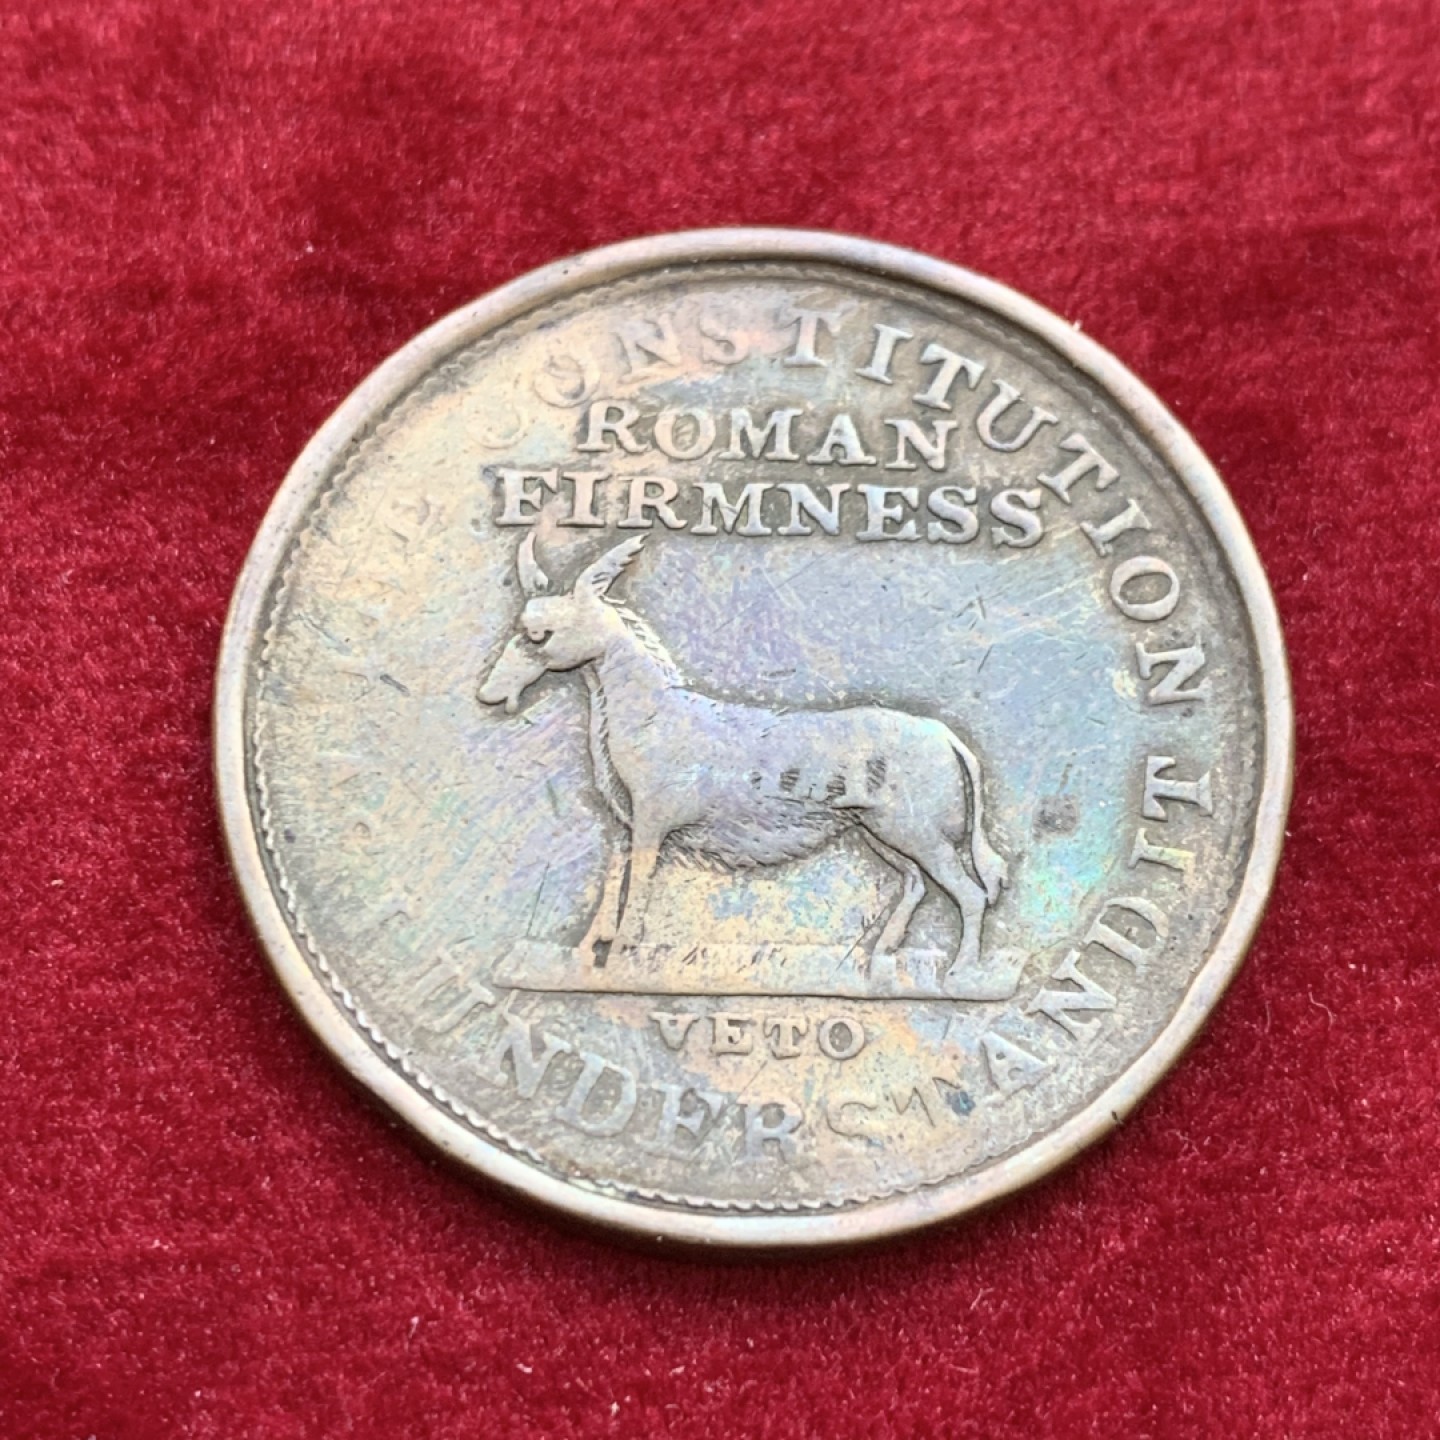 CONSTITUTION
ROMAN
FIRMNESS
VETO
I UNDERSTAND IT